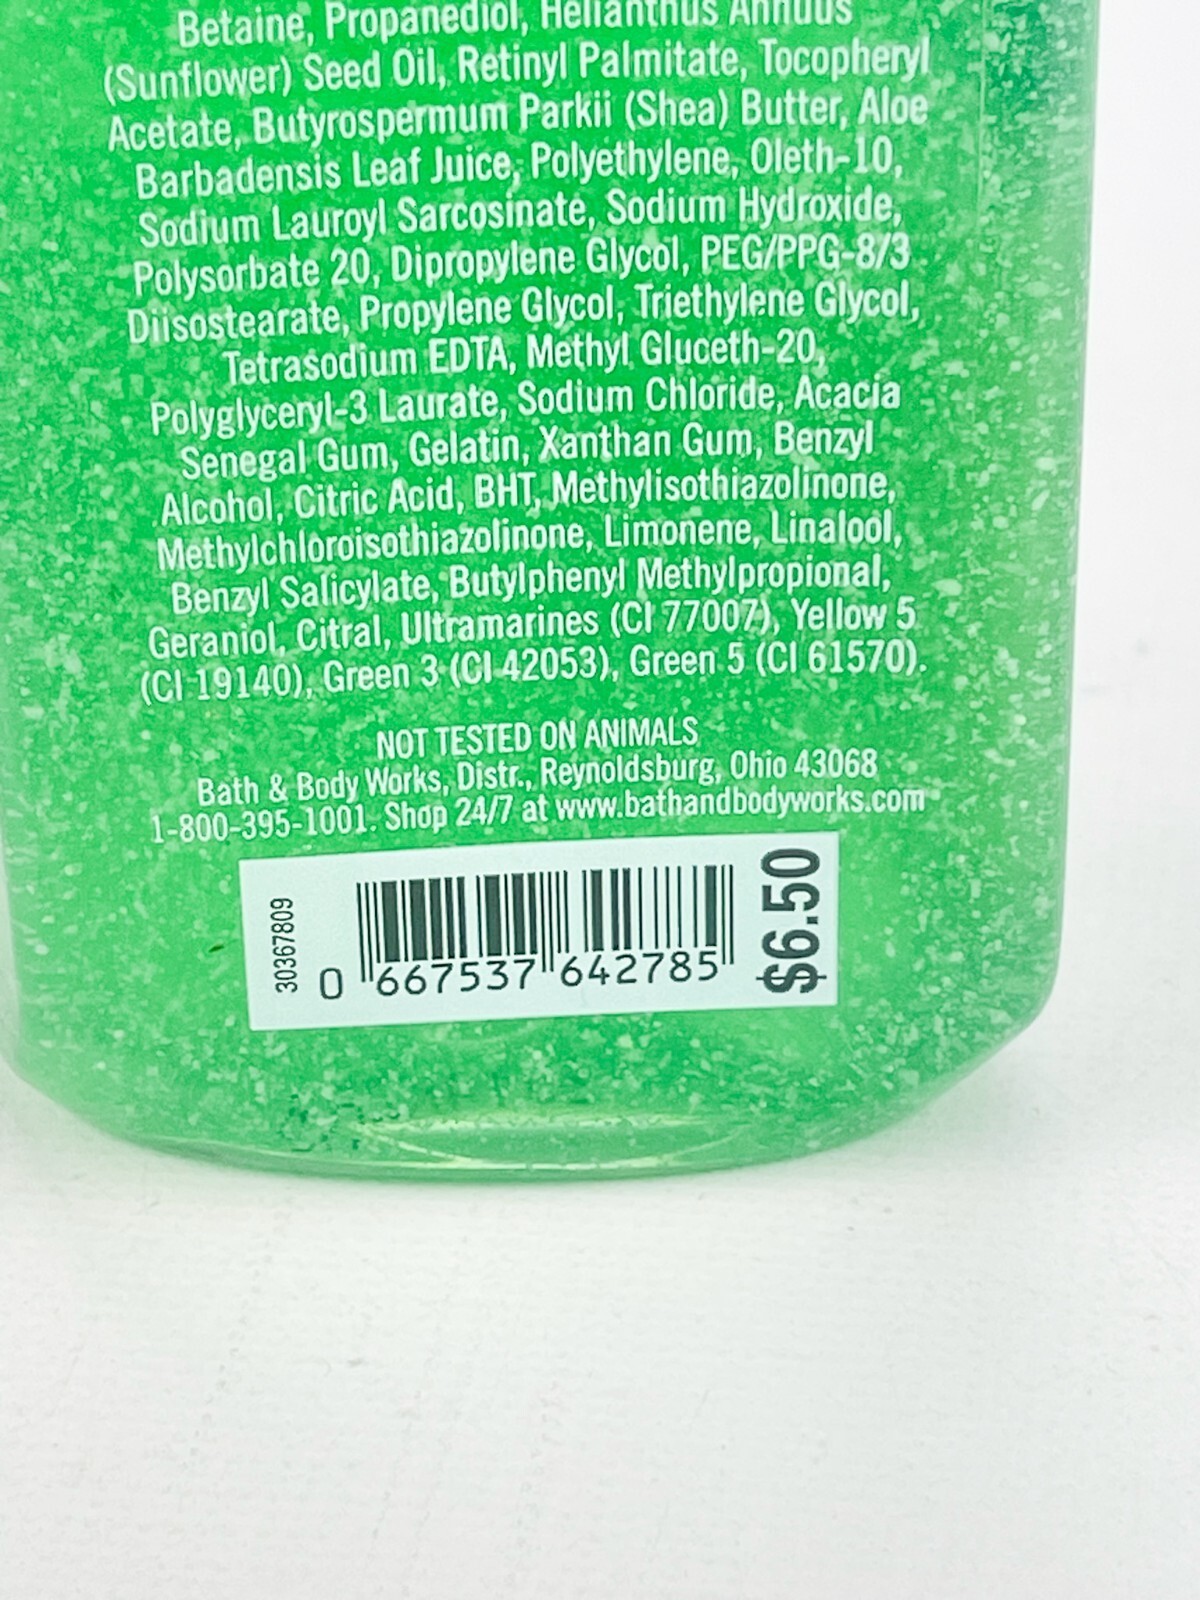 Betaine, Propanediol, Helianthus Annuus
(Sunflower) Seed Oil, Retinyl Palmitate, Tocopheryl
Acetate, Butyrospermum Parkii (Shea) Butter, Aloe
Barbadensis Leaf Juice, Polyethylene, Oleth-10,
Sodium Lauroyl Sarcosinate, Sodium Hydroxide,
Polysorbate 20, Dipropylene Glycol, PEG/PPG-8/3
Diisostearate, Propylene Glycol, Triethylene Glycol,
Tetrasodium EDTA, Methyl Gluceth-20,
Polyglyceryl-3 Laurate, Sodium Chloride, Acacia
Senegal Gum, Gelatin, Xanthan Gum, Benzyl
Alcohol, Citric Acid, BHT, Methylisothiazolinone,
Methylchloroisothiazolinone, Limonene, Linalool,
Benzyl Salicylate, Butylphenyl Methylpropional,
Geraniol, Citral, Ultramarines (CI 77007), Yellow 5
(CI 19140), Green 3 (CI 42053), Green 5 (CI 61570).
NOT TESTED ON ANIMALS
Bath & Body Works, Distr., Reynoldsburg, Ohio 43068
1-800-395-1001. Shop 24/7 at www.bathandbodyworks.com
30367809
0 667537 642785
$6.50